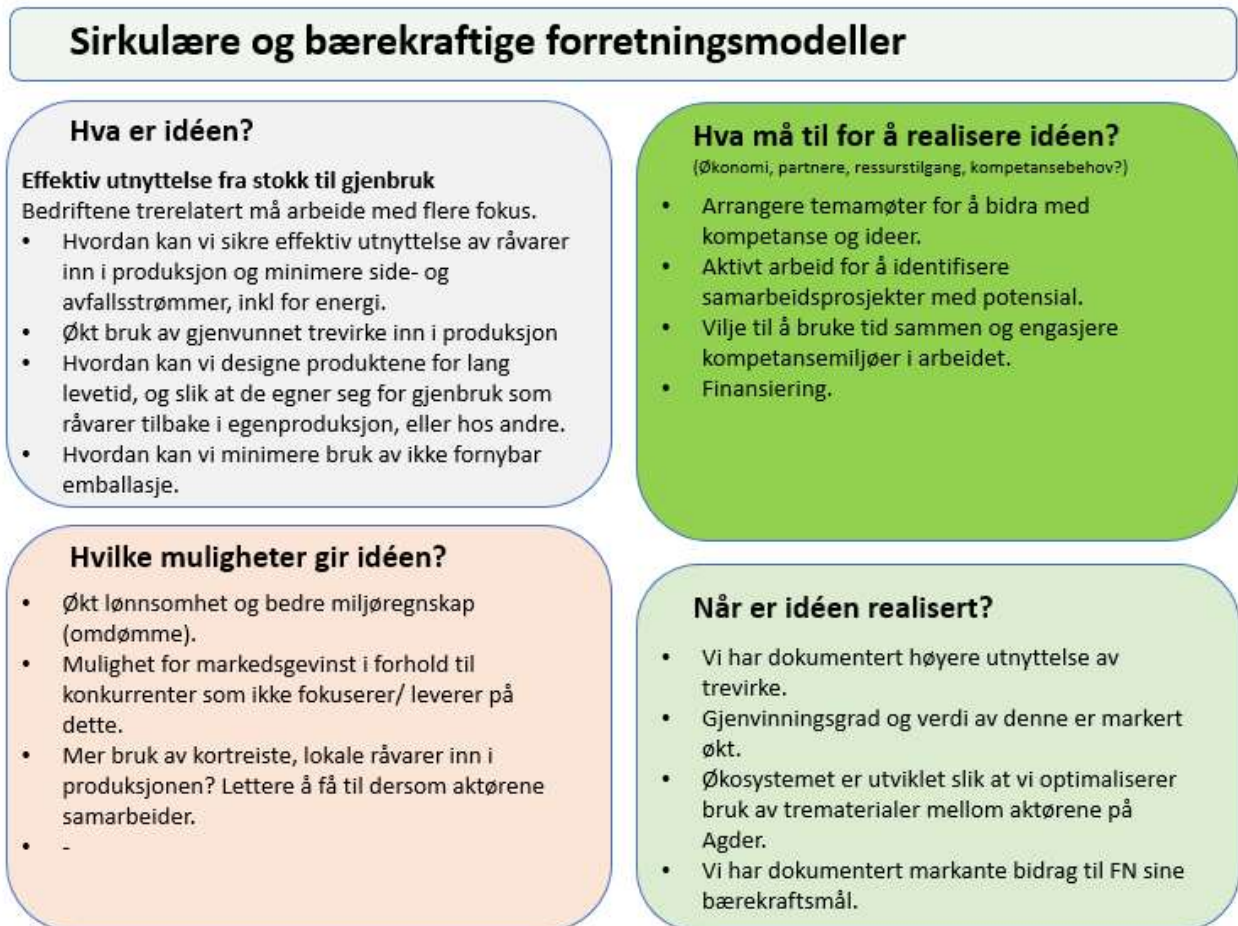 Sirkulære og bærekraftige forretningsmodeller
Hva er idéen?
Effektiv utnyttelse fra stokk til gjenbruk
Bedriftene trerelatert må arbeide med flere fokus.
• Hvordan kan vi sikre effektiv utnyttelse av råvarer
inn i produksjon og minimere side- og
avfallsstrømmer, inkl for energi.
• Økt bruk av gjenvunnet trevirke inn i produksjon
• Hvordan kan vi designe produktene for lang
levetid, og slik at de egner seg for gjenbruk som
råvarer tilbake i egenproduksjon, eller hos andre.
• Hvordan kan vi minimere bruk av ikke fornybar
emballasje.
Hva må til for å realisere idéen?
(Økonomi, partnere, ressurstilgang, kompetansebehov?)
• Arrangere temamøter for å bidra med
kompetanse og ideer.
• Aktivt arbeid for å identifisere
samarbeidsprosjekter med potensial.
• Vilje til å bruke tid sammen og engasjere
kompetansemiljøer i arbeidet.
• Finansiering.
Hvilke muligheter gir idéen?
• Økt lønnsomhet og bedre miljøregnskap
(omdømme).
• Mulighet for markedsgevinst i forhold til
konkurrenter som ikke fokuserer/ leverer på
dette.
• Mer bruk av kortreiste, lokale råvarer inn i
produksjonen? Lettere å få til dersom aktørene
samarbeider.
• -
Når er idéen realisert?
• Vi har dokumentert høyere utnyttelse av
trevirke.
• Gjenvinningsgrad og verdi av denne er markert
økt.
• Økosystemet er utviklet slik at vi optimaliserer
bruk av trematerialer mellom aktørene på
Agder.
• Vi har dokumentert markante bidrag til FN sine
bærekraftsmål.